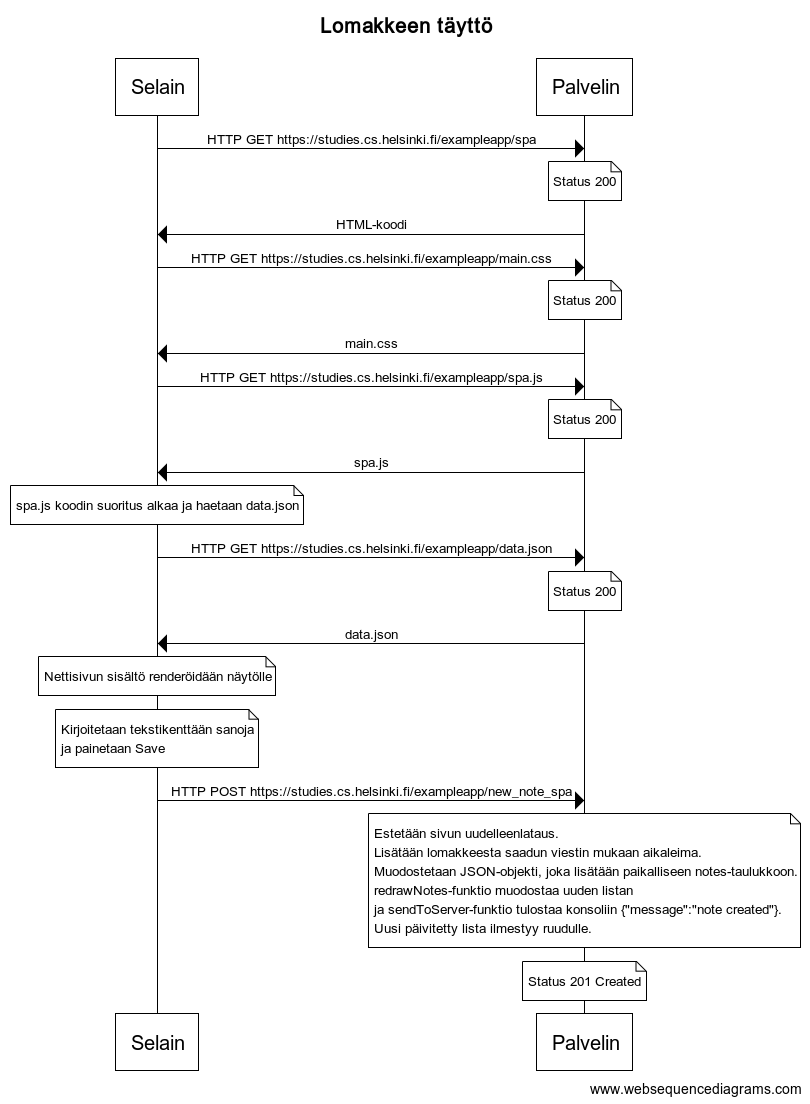 Lomakkeen täyttö
Selain
Palvelin
HTTP GET https://studies.cs.helsinki.fi/exampleapp/spa
Status 200
HTML-koodi
HTTP GET https://studies.cs.helsinki.fi/exampleapp/main.css
Status 200
main.css
HTTP GET https://studies.cs.helsinki.fi/exampleapp/spa.js
Status 200
spa.js
spa.js koodin suoritus alkaa ja haetaan data.json
HTTP GET https://studies.cs.helsinki.fi/exampleapp/data.json
Status 200
data.json
Nettisivun sisältö renderöidään näytölle
Kirjoitetaan tekstikenttään sanoja
ja painetaan Save
HTTP POST https://studies.cs.helsinki.fi/exampleapp/new_note_spa
Estetään sivun uudelleenlataus.
Lisätään lomakkeesta saadun viestin mukaan aikaleima.
Muodostetaan JSON-objekti, joka lisätään paikalliseen notes-taulukkoon.
redrawNotes-funktio muodostaa uuden listan
ja sendToServer-funktio tulostaa konsoliin {"message":"note created"}.
Uusi päivitetty lista ilmestyy ruudulle.
Status 201 Created
Selain
Palvelin
www.websequencediagrams.com